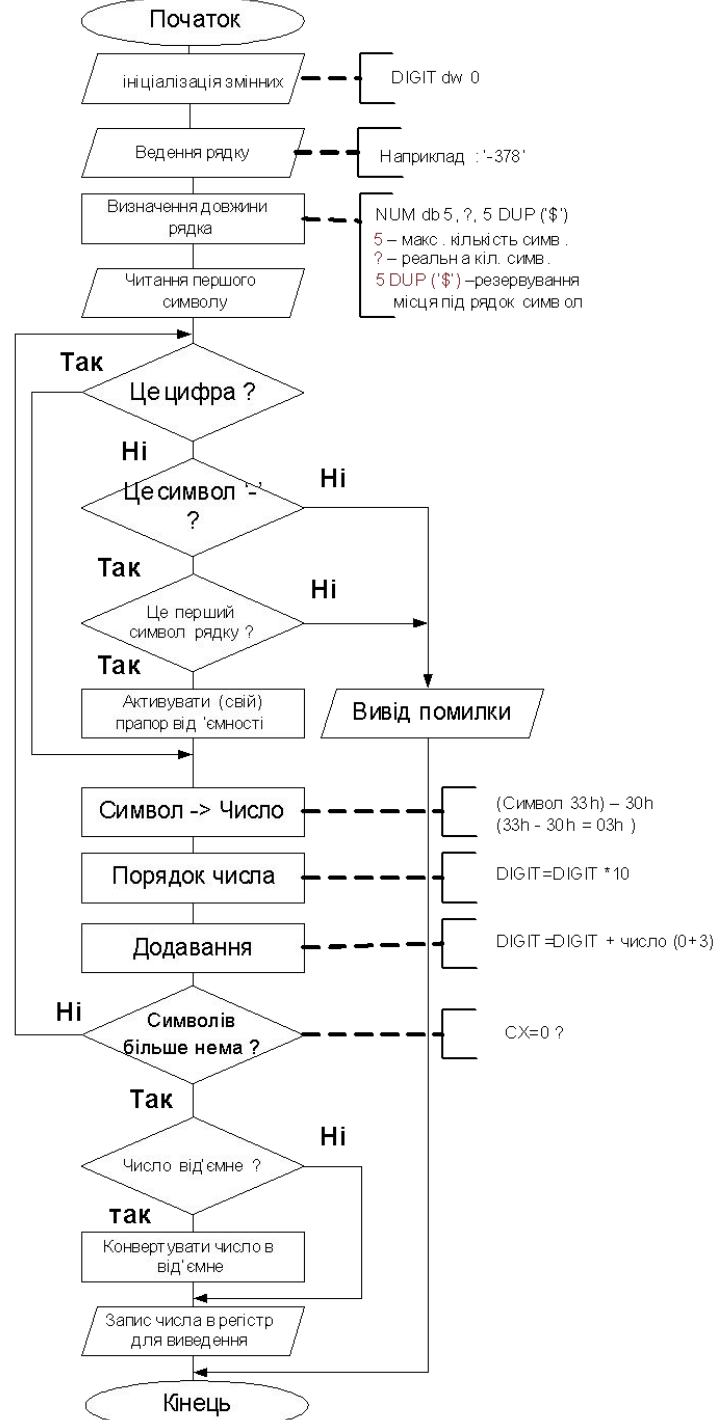 Початок
ініціалізація змінних
DIGIT dw 0
Ведення рядку
Наприклад : '-378'
Визначення довжини
рядка
NUM db 5, ?, 5 DUP ('$')
5 – макс. кількість симв.
? – реальна кіл. симв.
5 DUP ('$') –резервування
місця під рядок символ
Читання першого
символу
Так
Це цифра ?
Ні
Це символ '-'
?
Ні
Так
Це перший
символ рядку ?
Ні
Так
Активувати (свій)
прапор від'ємності
Вивід помилки
Символ -> Число
(Символ 33h) – 30h
(33h - 30h = 03h )
Порядок числа
DIGIT=DIGIT *10
Додавання
DIGIT=DIGIT + число (0+3)
Ні
Символів
більше нема ?
CX=0 ?
Так
Ні
Число від'ємне ?
так
Конвертувати число в
від'ємне
Запис числа в регістр
для виведення
Кінець